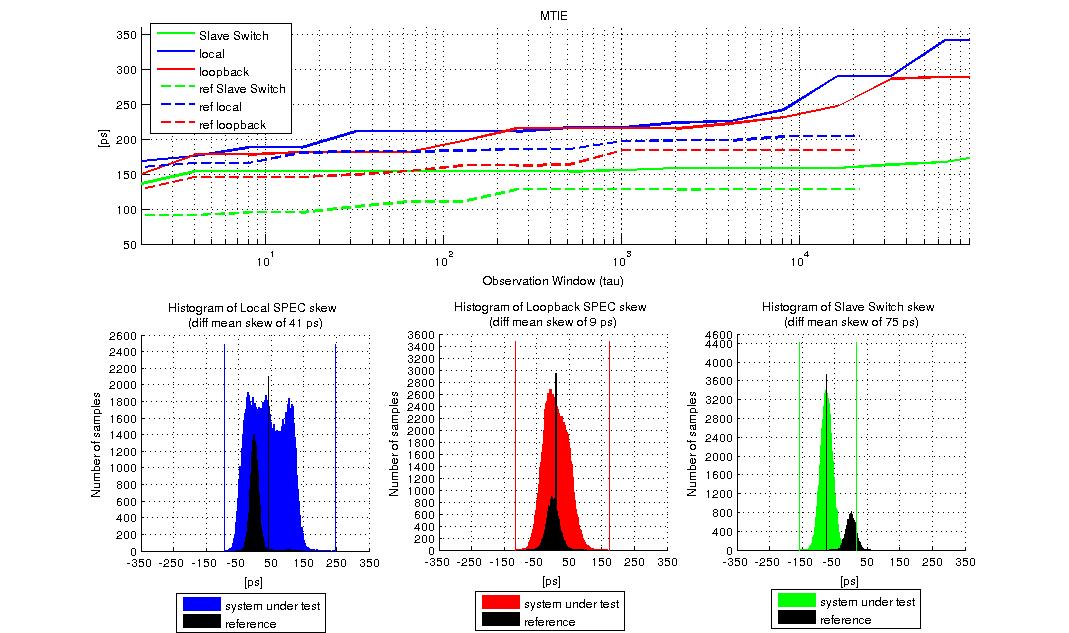 MTIE
350
300
250
200
150
100
50
[ps]
Slave Switch
local
loopback
ref Slave Switch
ref local
ref loopback
10^1
10^2
10^3
10^4
Observation Window (tau)
Histogram of Local SPEC skew
(diff mean skew of 41 ps)
2600
2400
2200
2000
1800
1600
1400
1200
1000
800
600
400
200
0
Number of samples
-350 -250 -150 -50 50 150 250 350
[ps]
system under test
reference
Histogram of Loopback SPEC skew
(diff mean skew of 9 ps)
3600
3400
3200
3000
2800
2600
2400
2200
2000
1800
1600
1400
1200
1000
800
600
400
200
0
Number of samples
-350 -250 -150 -50 50 150 250 350
[ps]
system under test
reference
Histogram of Slave Switch skew
(diff mean skew of 75 ps)
4600
4400
4000
3600
3200
2800
2400
2000
1600
1200
800
400
0
Number of samples
-350 -250 -150 -50 50 150 250 350
[ps]
system under test
reference